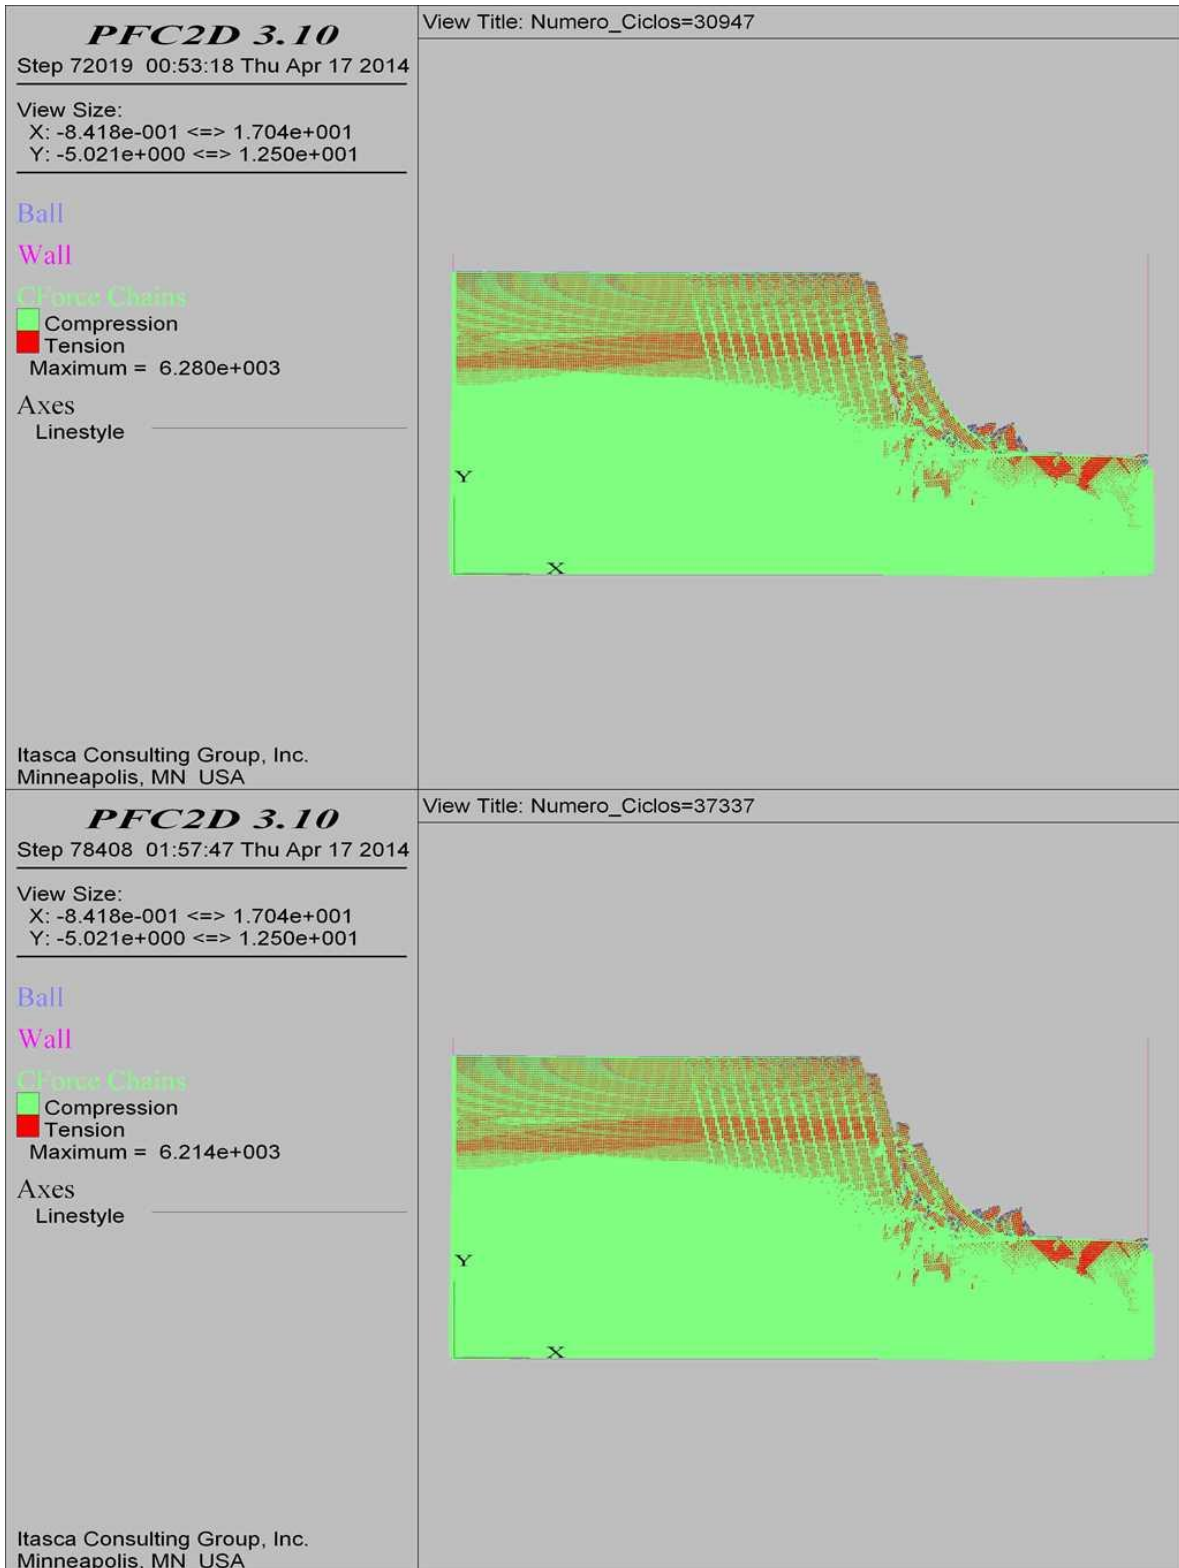 PFC2D 3.10
Step 72019 00:53:18 Thu Apr 17 2014
View Size:
X: -8.418e-001 <=> 1.704e+001
Y: -5.021e+000 <=> 1.250e+001
Ball
Wall
CForce Chains
Compression
Tension
Maximum = 6.280e+003
Axes
Linestyle
Itasca Consulting Group, Inc.
Minneapolis, MN USA
View Title: Numero_Ciclos=30947
Y
X
PFC2D 3.10
Step 78408 01:57:47 Thu Apr 17 2014
View Size:
X: -8.418e-001 <=> 1.704e+001
Y: -5.021e+000 <=> 1.250e+001
Ball
Wall
CForce Chains
Compression
Tension
Maximum = 6.214e+003
Axes
Linestyle
Itasca Consulting Group, Inc.
Minneapolis, MN USA
View Title: Numero_Ciclos=37337
Y
X